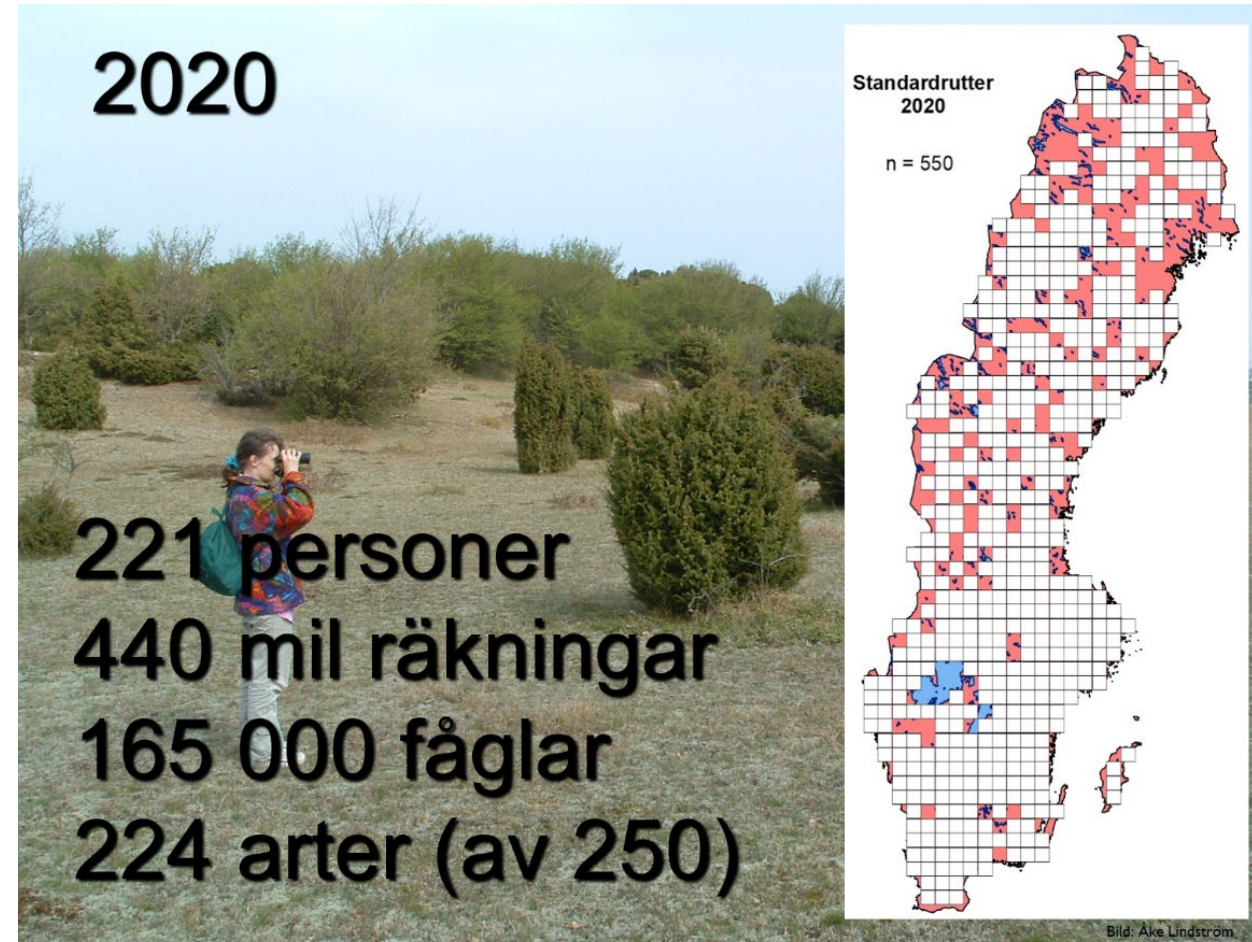 2020
Standardrutter
2020
n = 550
221 personer
440 mil räkningar
165 000 fåglar
224 arter (av 250)
Bild: Åke Lindström